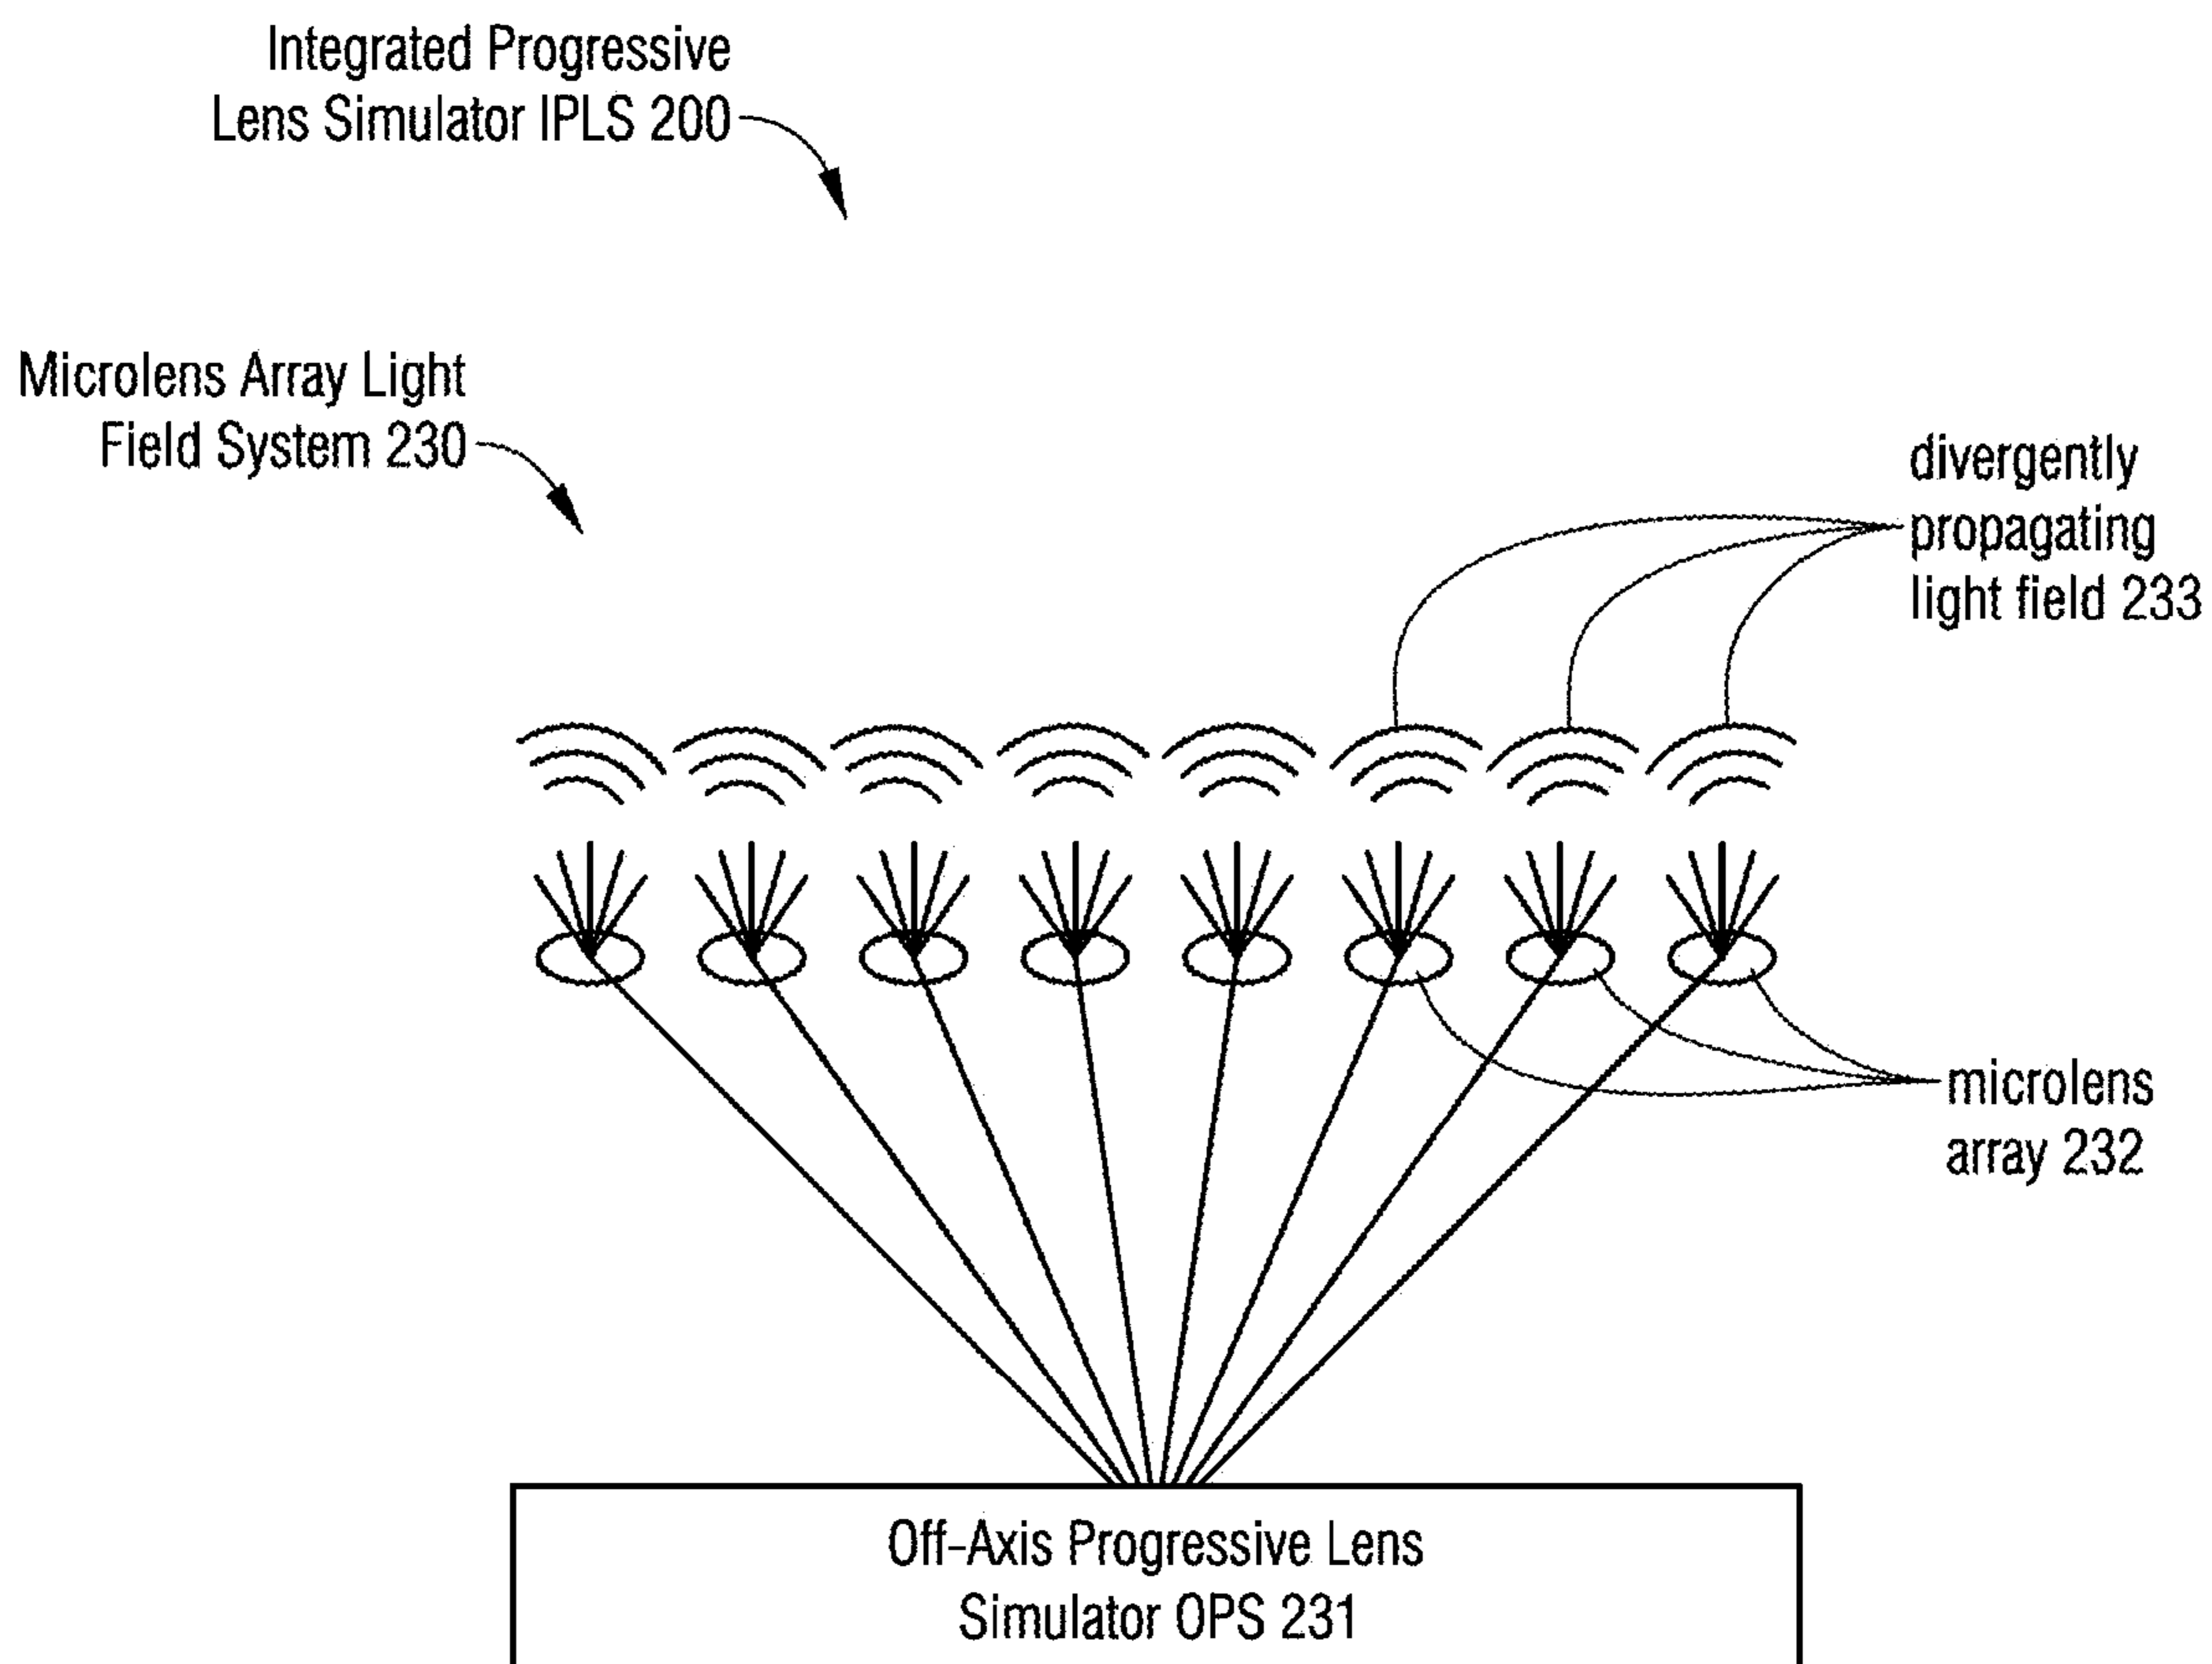 Integrated Progressive
Lens Simulator IPLS 200
Microlens Array Light
Field System 230
divergently
propagating
light field 233
microlens
array 232
Off-Axis Progressive Lens
Simulator OPS 231